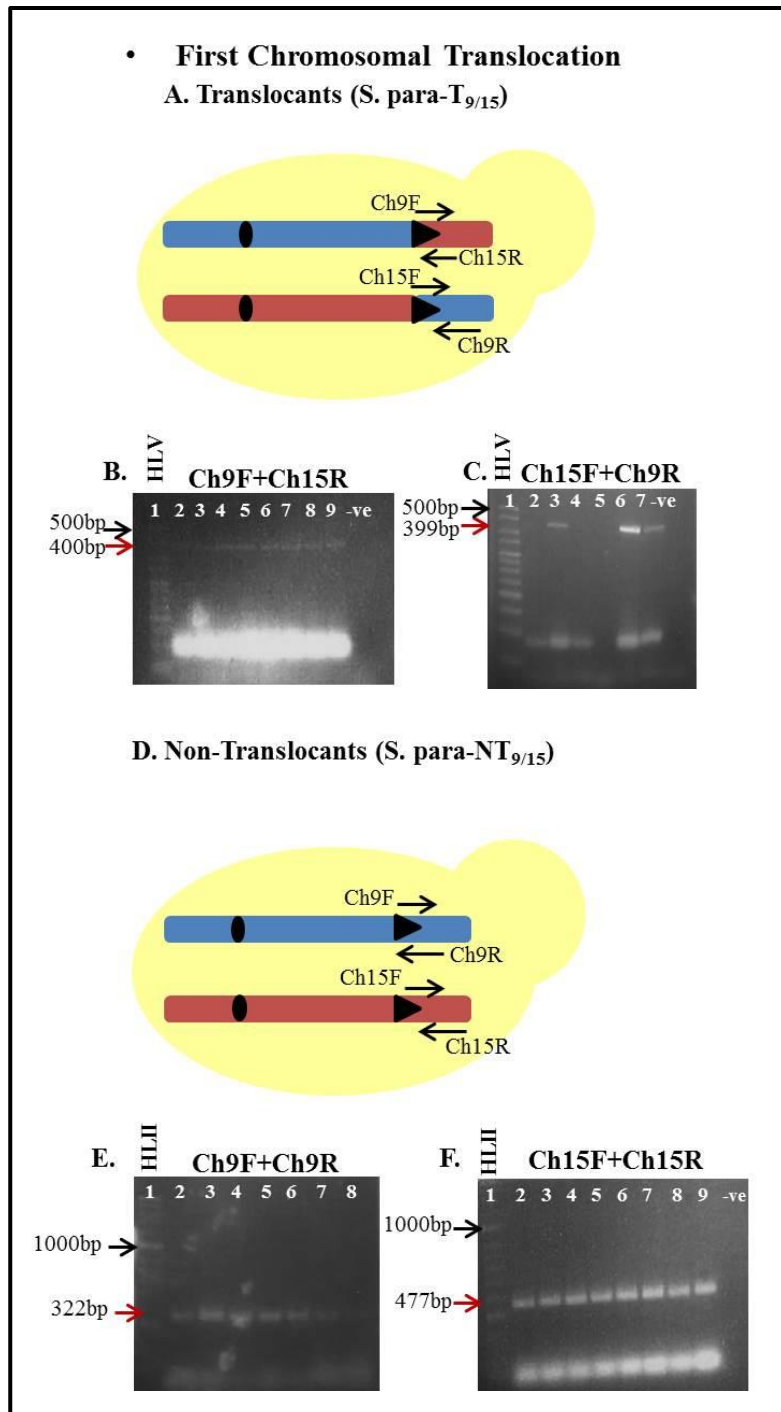 • First Chromosomal Translocation
A. Translocants (S. para-T9/15)
Ch9F
Ch15R
Ch15F
Ch9R
B.
HLV
Ch9F+Ch15R
1 2 3 4 5 6 7 8 9 -ve
500bp
400bp
C.
HLV
Ch15F+Ch9R
1 2 3 4 5 6 7 -ve
500bp
399bp
D. Non-Translocants (S. para-NT9/15)
Ch9F
Ch9R
Ch15F
Ch15R
E.
HLII
Ch9F+Ch9R
1 2 3 4 5 6 7 8
1000bp
322bp
F.
HLII
Ch15F+Ch15R
1 2 3 4 5 6 7 8 9 -ve
1000bp
477bp